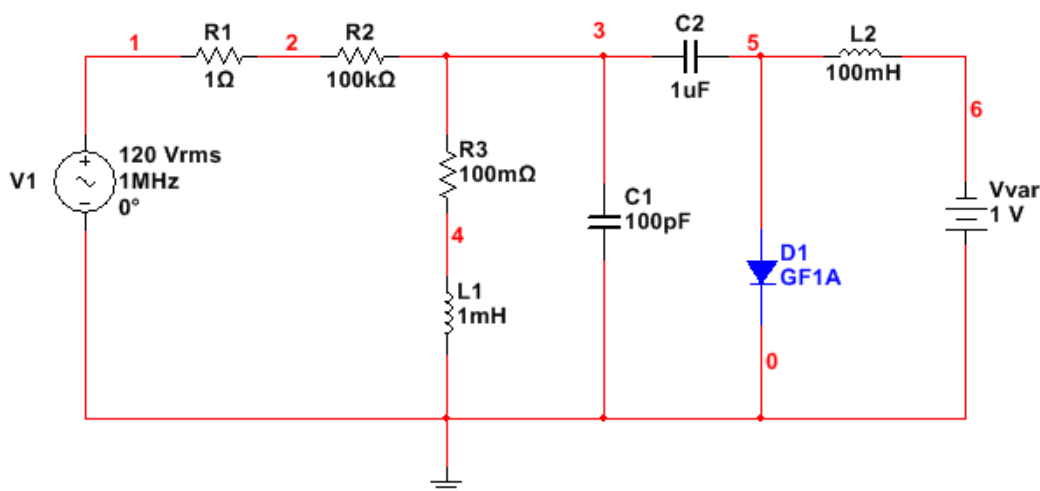 1
R1
1Ω
2
R2
100kΩ
3
C2
1uF
5
L2
100mH
6
V1
120 Vrms
1MHz
0°
R3
100mΩ
4
L1
1mH
C1
100pF
D1
GF1A
0
Vvar
1 V